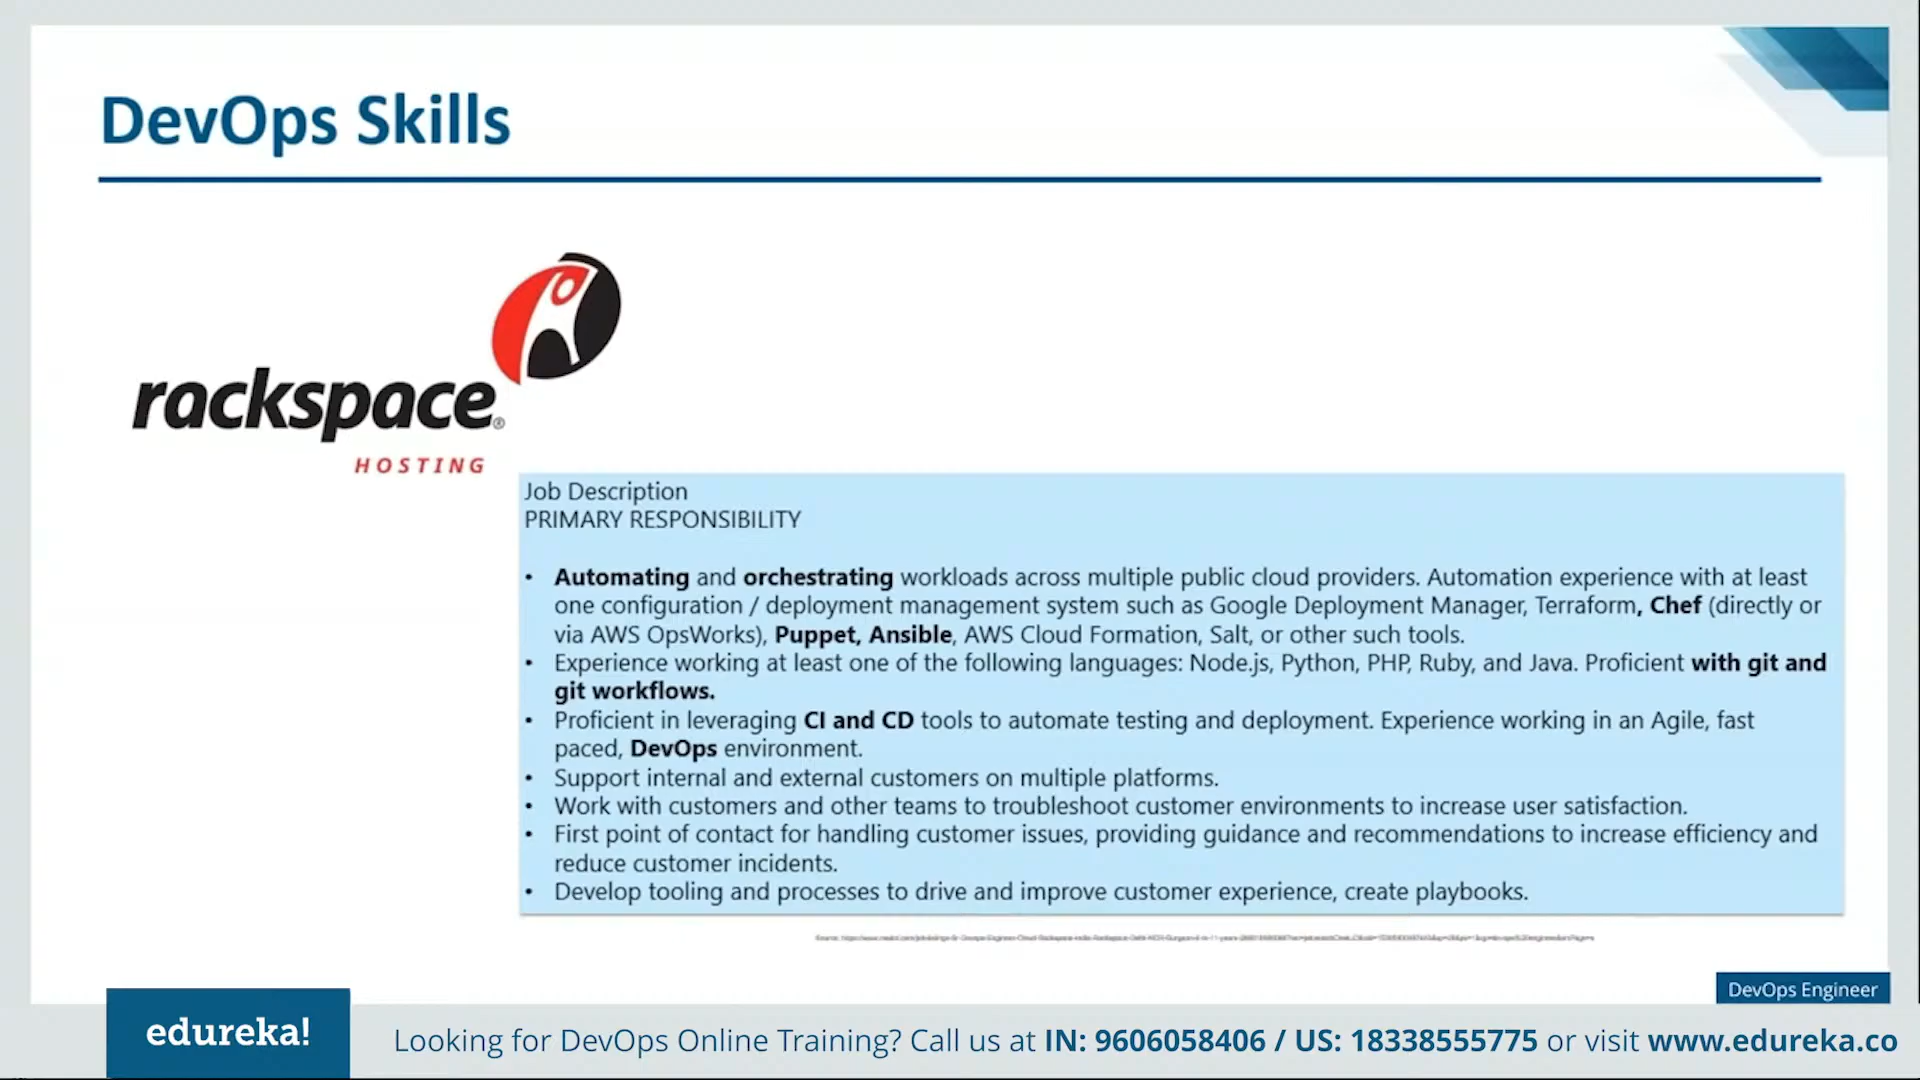 DevOps Skills
rackspace®
HOSTING
Job Description
PRIMARY RESPONSIBILITY
• Automating and orchestrating workloads across multiple public cloud providers. Automation experience with at least
one configuration / deployment management system such as Google Deployment Manager, Terraform, Chef (directly or
via AWS OpsWorks), Puppet, Ansible, AWS Cloud Formation, Salt, or other such tools.
• Experience working at least one of the following languages: Node.js, Python, PHP, Ruby, and Java. Proficient with git and
git workflows.
• Proficient in leveraging CI and CD tools to automate testing and deployment. Experience working in an Agile, fast
paced, DevOps environment.
• Support internal and external customers on multiple platforms.
• Work with customers and other teams to troubleshoot customer environments to increase user satisfaction.
• First point of contact for handling customer issues, providing guidance and recommendations to increase efficiency and
reduce customer incidents.
• Develop tooling and processes to drive and improve customer experience, create playbooks.
DevOps Engineer
edureka!
Looking for DevOps Online Training? Call us at IN: 9606058406 / US: 18338555775 or visit www.edureka.co